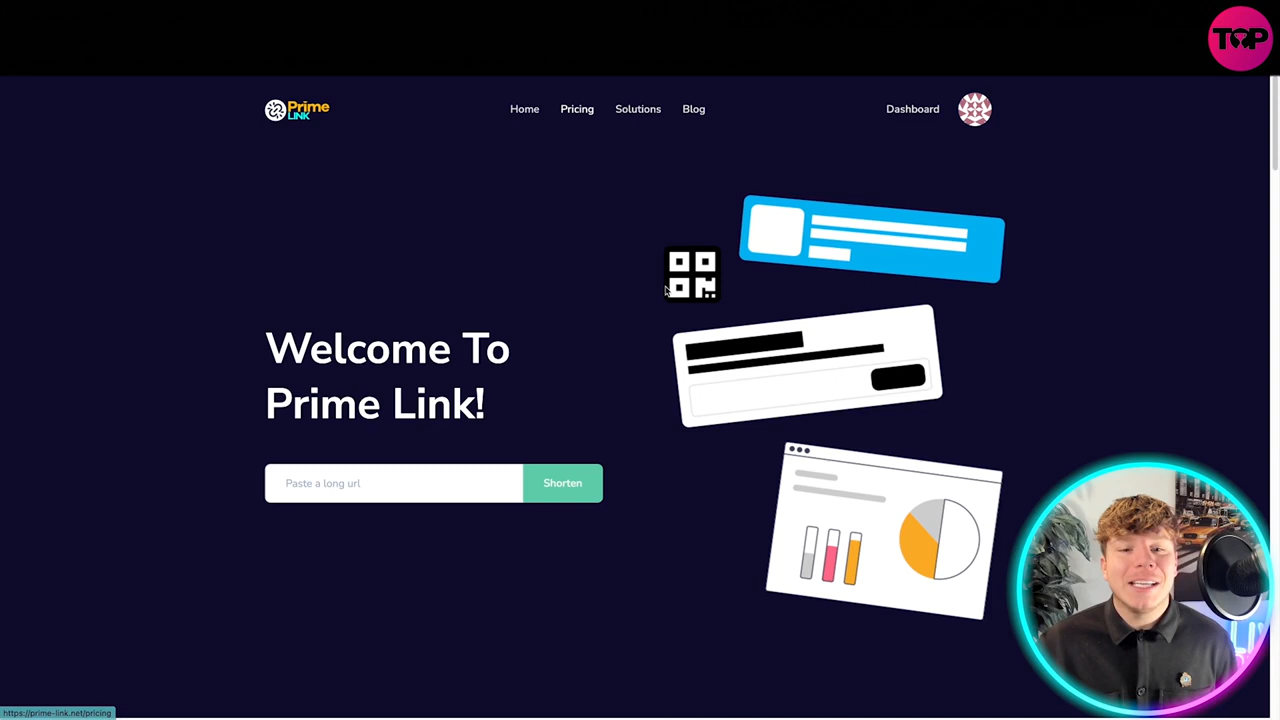 TOP
Prime
LINK
Home
Pricing
Solutions
Blog
Dashboard
Welcome To
Prime Link!
Paste a long url
Shorten
https://prime-link.net/pricing